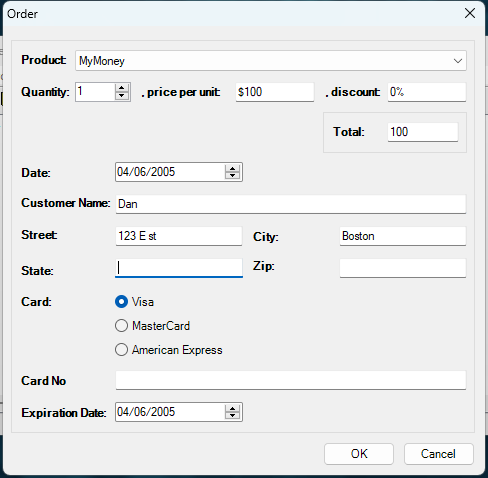 Order
Product: MyMoney
Quantity: 1 , price per unit: $100 , discount: 0%
Total: 100
Date: 04/06/2005
Customer Name: Dan
Street: 123 E st City: Boston
State: Zip:
Card: Visa
MasterCard
American Express
Card No
Expiration Date: 04/06/2005
OK Cancel